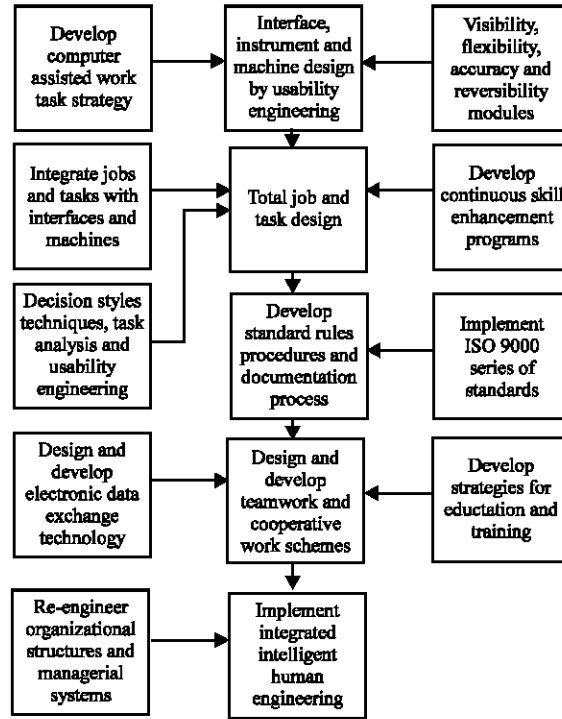 Develop
computer
assisted work
task strategy
Interface,
instrument and
machine design
by usability
engineering
Visibility,
flexibility,
accuracy and
reversibility
modules
Integrate jobs
and tasks with
interfaces and
machines
Total job and
task design
Develop
continuous skill
enhancement
programs
Decision styles
techniques, task
analysis and
usability
engineering
Develop
standard rules
procedures and
documentation
process
Implement
ISO 9000
series of
standards
Design and
develop
electronic data
exchange
technology
Design and
develop
teamwork and
cooperative
work schemes
Develop
strategies for
eductation and
training
Re-engineer
organizational
structures and
managerial
systems
Implement
integrated
intelligent
human
engineering